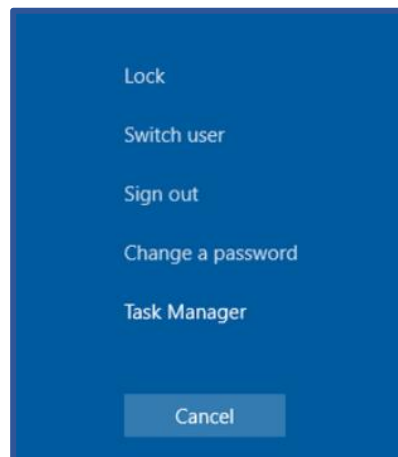 Lock
Switch user
Sign out
Change a password
Task Manager
Cancel